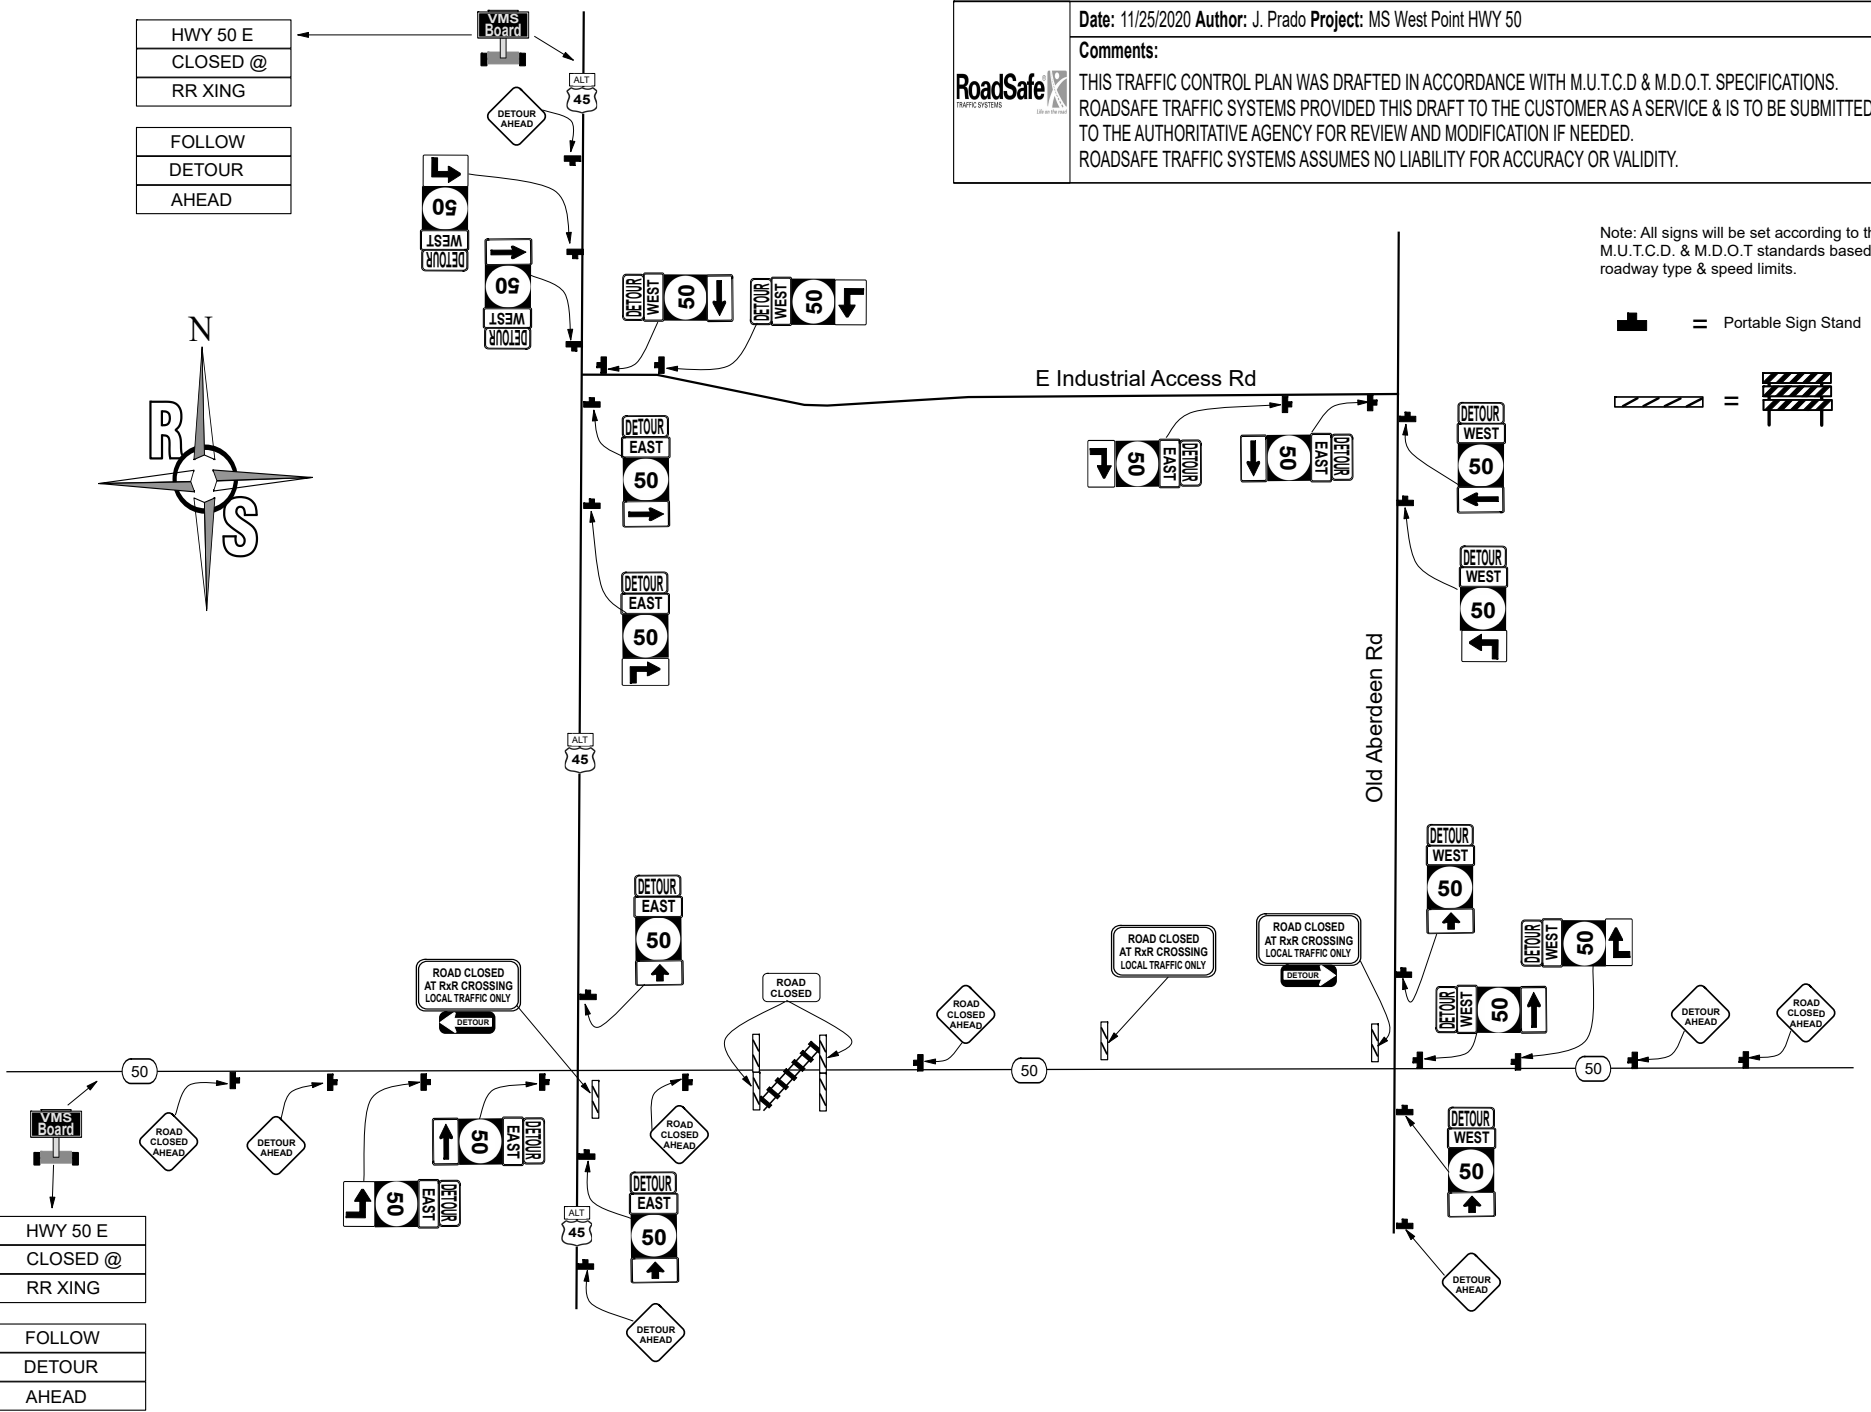 HWY 50 E
CLOSED @
RR XING
FOLLOW
DETOUR
AHEAD
VMS
Board
ALT
45
DETOUR
AHEAD
RoadSafe
TRAFFIC SYSTEMS
Life on the road
Date: 11/25/2020 Author: J. Prado Project: MS West Point HWY 50
Comments:
THIS TRAFFIC CONTROL PLAN WAS DRAFTED IN ACCORDANCE WITH M.U.T.C.D & M.D.O.T. SPECIFICATIONS.
ROADSAFE TRAFFIC SYSTEMS PROVIDED THIS DRAFT TO THE CUSTOMER AS A SERVICE & IS TO BE SUBMITTED
TO THE AUTHORITATIVE AGENCY FOR REVIEW AND MODIFICATION IF NEEDED.
ROADSAFE TRAFFIC SYSTEMS ASSUMES NO LIABILITY FOR ACCURACY OR VALIDITY.
Note: All signs will be set according to
M.U.T.C.D. & M.D.O.T standards based
roadway type & speed limits.
= Portable Sign Stand
=
DETOUR
WEST
50
DETOUR
WEST
50
DETOUR
WEST
50
DETOUR
WEST
50
N
R
S
E Industrial Access Rd
DETOUR
EAST
50
DETOUR
EAST
50
DETOUR
EAST
50
DETOUR
WEST
50
DETOUR
EAST
50
DETOUR
WEST
50
Old Aberdeen Rd
ALT
45
DETOUR
EAST
50
DETOUR
WEST
50
ROAD CLOSED
AT RxR CROSSING
LOCAL TRAFFIC ONLY
DETOUR
ROAD
CLOSED
ROAD
CLOSED
AHEAD
ROAD CLOSED
AT RxR CROSSING
LOCAL TRAFFIC ONLY
ROAD CLOSED
AT RxR CROSSING
LOCAL TRAFFIC ONLY
DETOUR
DETOUR
WEST
50
DETOUR
WEST
50
DETOUR
AHEAD
ROAD
CLOSED
AHEAD
50
50
50
VMS
Board
ROAD
CLOSED
AHEAD
DETOUR
AHEAD
DETOUR
EAST
50
DETOUR
EAST
50
ROAD
CLOSED
AHEAD
DETOUR
EAST
50
DETOUR
WEST
50
ALT
45
DETOUR
AHEAD
DETOUR
AHEAD
HWY 50 E
CLOSED @
RR XING
FOLLOW
DETOUR
AHEAD